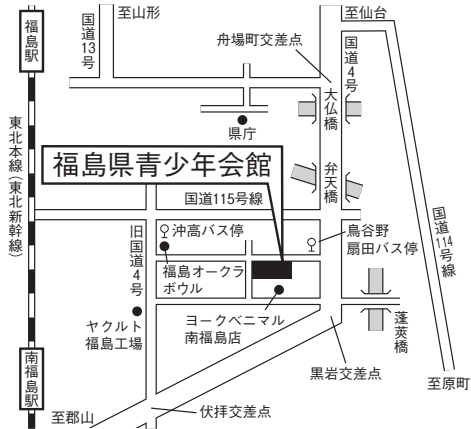 至山形
至仙台
福島駅
国道13号
舟場町交差点
国道4号
大仏橋
県庁
東北本線(東北新幹線)
福島県青少年会館
弁天橋
国道115号線
旧国道4号
沖高バス停
鳥谷野
扇田バス停
国道114号線
福島オークラ
ボウル
ヨークベニマル
南福島店
ヤクルト
福島工場
蓬莱橋
南福島駅
黒岩交差点
至原町
至郡山
伏拝交差点